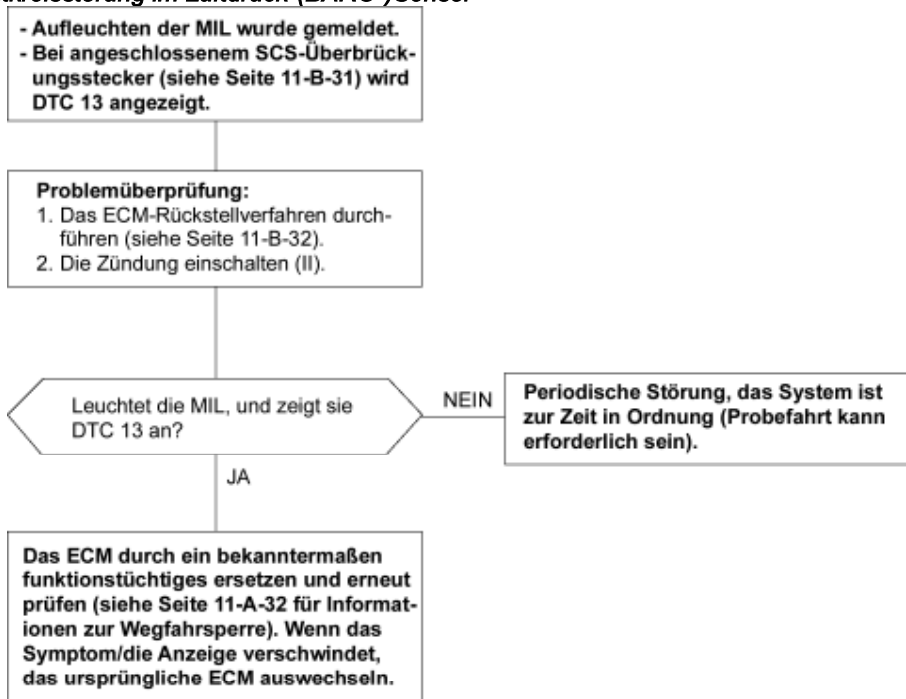 - Aufleuchten der MIL wurde gemeldet.
- Bei angeschlossenem SCS-Überbrück-
ungsstecker (siehe Seite 11-B-31) wird
DTC 13 angezeigt.
Problemüberprüfung:
1. Das ECM-Rückstellverfahren durch-
führen (siehe Seite 11-B-32).
2. Die Zündung einschalten (II).
Leuchtet die MIL, und zeigt sie
DTC 13 an?
NEIN
Periodische Störung, das System ist
zur Zeit in Ordnung (Probefahrt kann
erforderlich sein).
JA
Das ECM durch ein bekanntermaßen
funktionstüchtiges ersetzen und erneut
prüfen (siehe Seite 11-A-32 für Informat-
ionen zur Wegfahrsperre). Wenn das
Symptom/die Anzeige verschwindet,
das ursprüngliche ECM auswechseln.